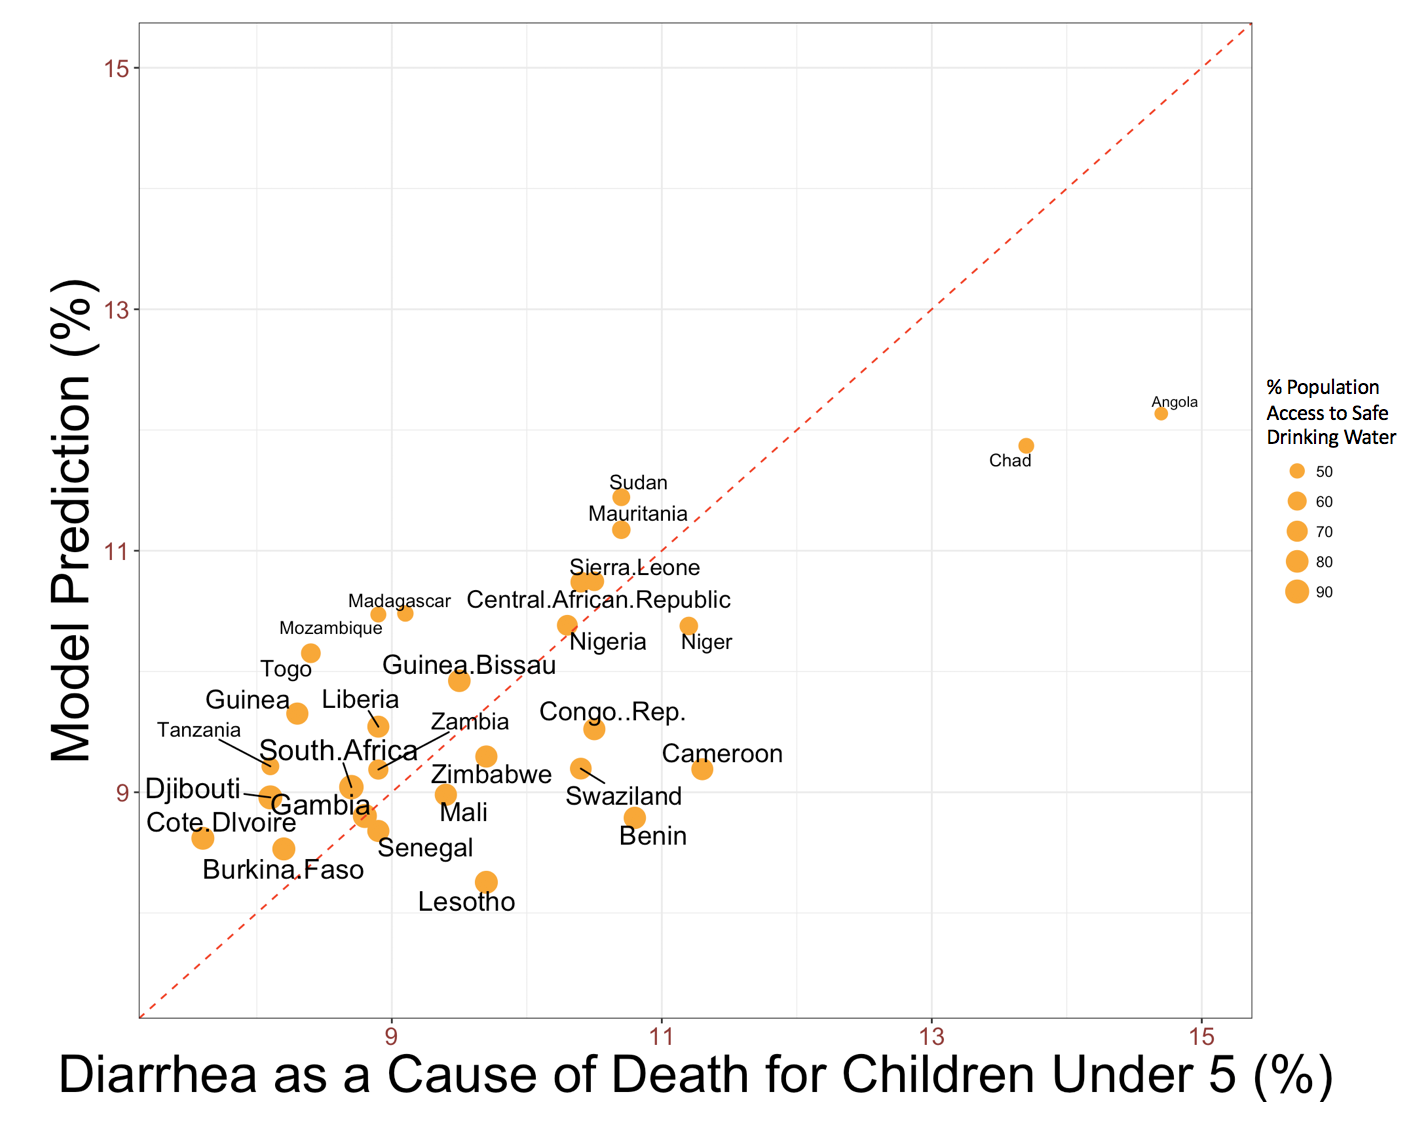 15
13
11
9
Model Prediction (%)
Angola
Chad
Sudan
Mauritania
Sierra.Leone
Central.African.Republic
Madagascar
Mozambique
Nigeria
Niger
Togo
Guinea.Bissau
Guinea
Liberia
Congo..Rep.
Tanzania
Zambia
South.Africa
Cameroon
Zimbabwe
Djibouti
Swaziland
Gambia
Mali
Cote.DIvoire
Benin
Senegal
Burkina.Faso
Lesotho
9
11
13
15
Diarrhea as a Cause of Death for Children Under 5 (%)
% Population
Access to Safe
Drinking Water
50
60
70
80
90